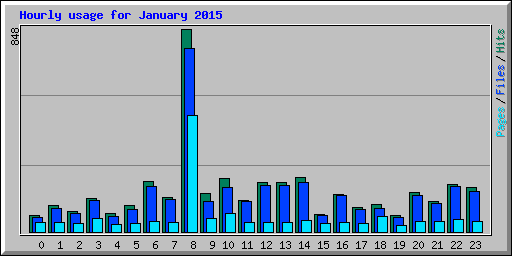 Hourly usage for January 2015
848
Pages/Files/Hits
0 1 2 3 4 5 6 7 8 9 10 11 12 13 14 15 16 17 18 19 20 21 22 23